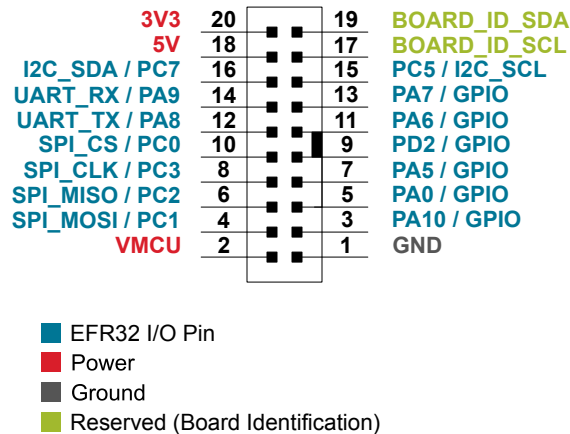 3V3 20 19 BOARD_ID_SDA
5V 18 17 BOARD_ID_SCL
I2C_SDA / PC7 16 15 PC5 / I2C_SCL
UART_RX / PA9 14 13 PA7 / GPIO
UART_TX / PA8 12 11 PA6 / GPIO
SPI_CS / PC0 10 9 PD2 / GPIO
SPI_CLK / PC3 8 7 PA5 / GPIO
SPI_MISO / PC2 6 5 PA0 / GPIO
SPI_MOSI / PC1 4 3 PA10 / GPIO
VMCU 2 1 GND
EFR32 I/O Pin
Power
Ground
Reserved (Board Identification)